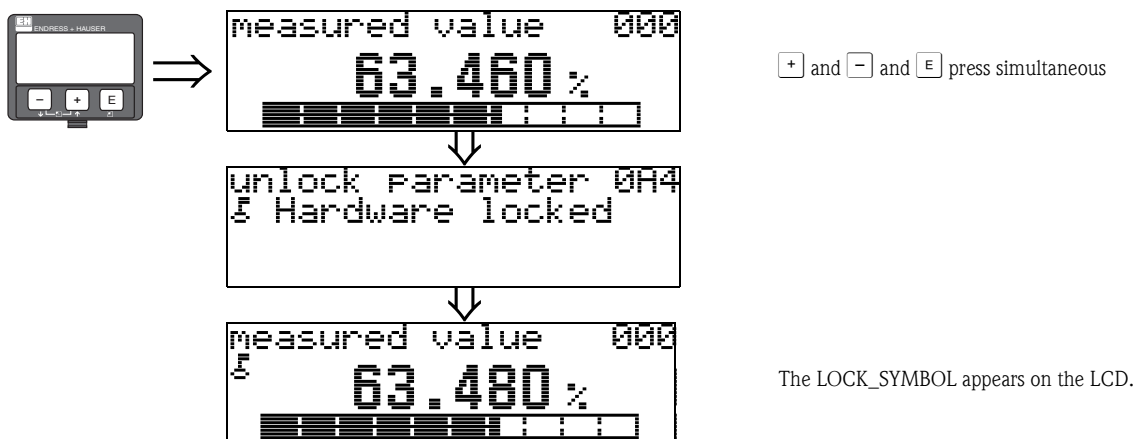 EH
ENDRESS + HAUSER
- + E
measured value 000
63.460 %
+ and - and E press simultaneous
unlock parameter 0A4
Hardware locked
measured value 000
63.480 %
The LOCK_SYMBOL appears on the LCD.